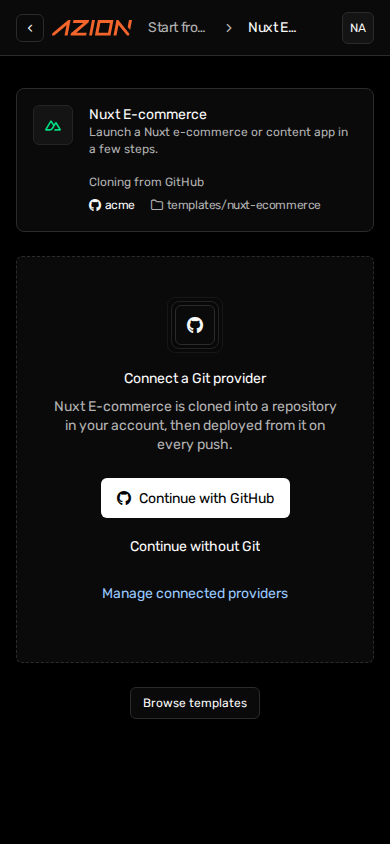 AZION
Start fro...
Nuxt E...
NA
Nuxt E-commerce
Launch a Nuxt e-commerce or content app in
a few steps.
Cloning from GitHub
acme
templates/nuxt-ecommerce
Connect a Git provider
Nuxt E-commerce is cloned into a repository
in your account, then deployed from it on
every push.
Continue with GitHub
Continue without Git
Manage connected providers
Browse templates